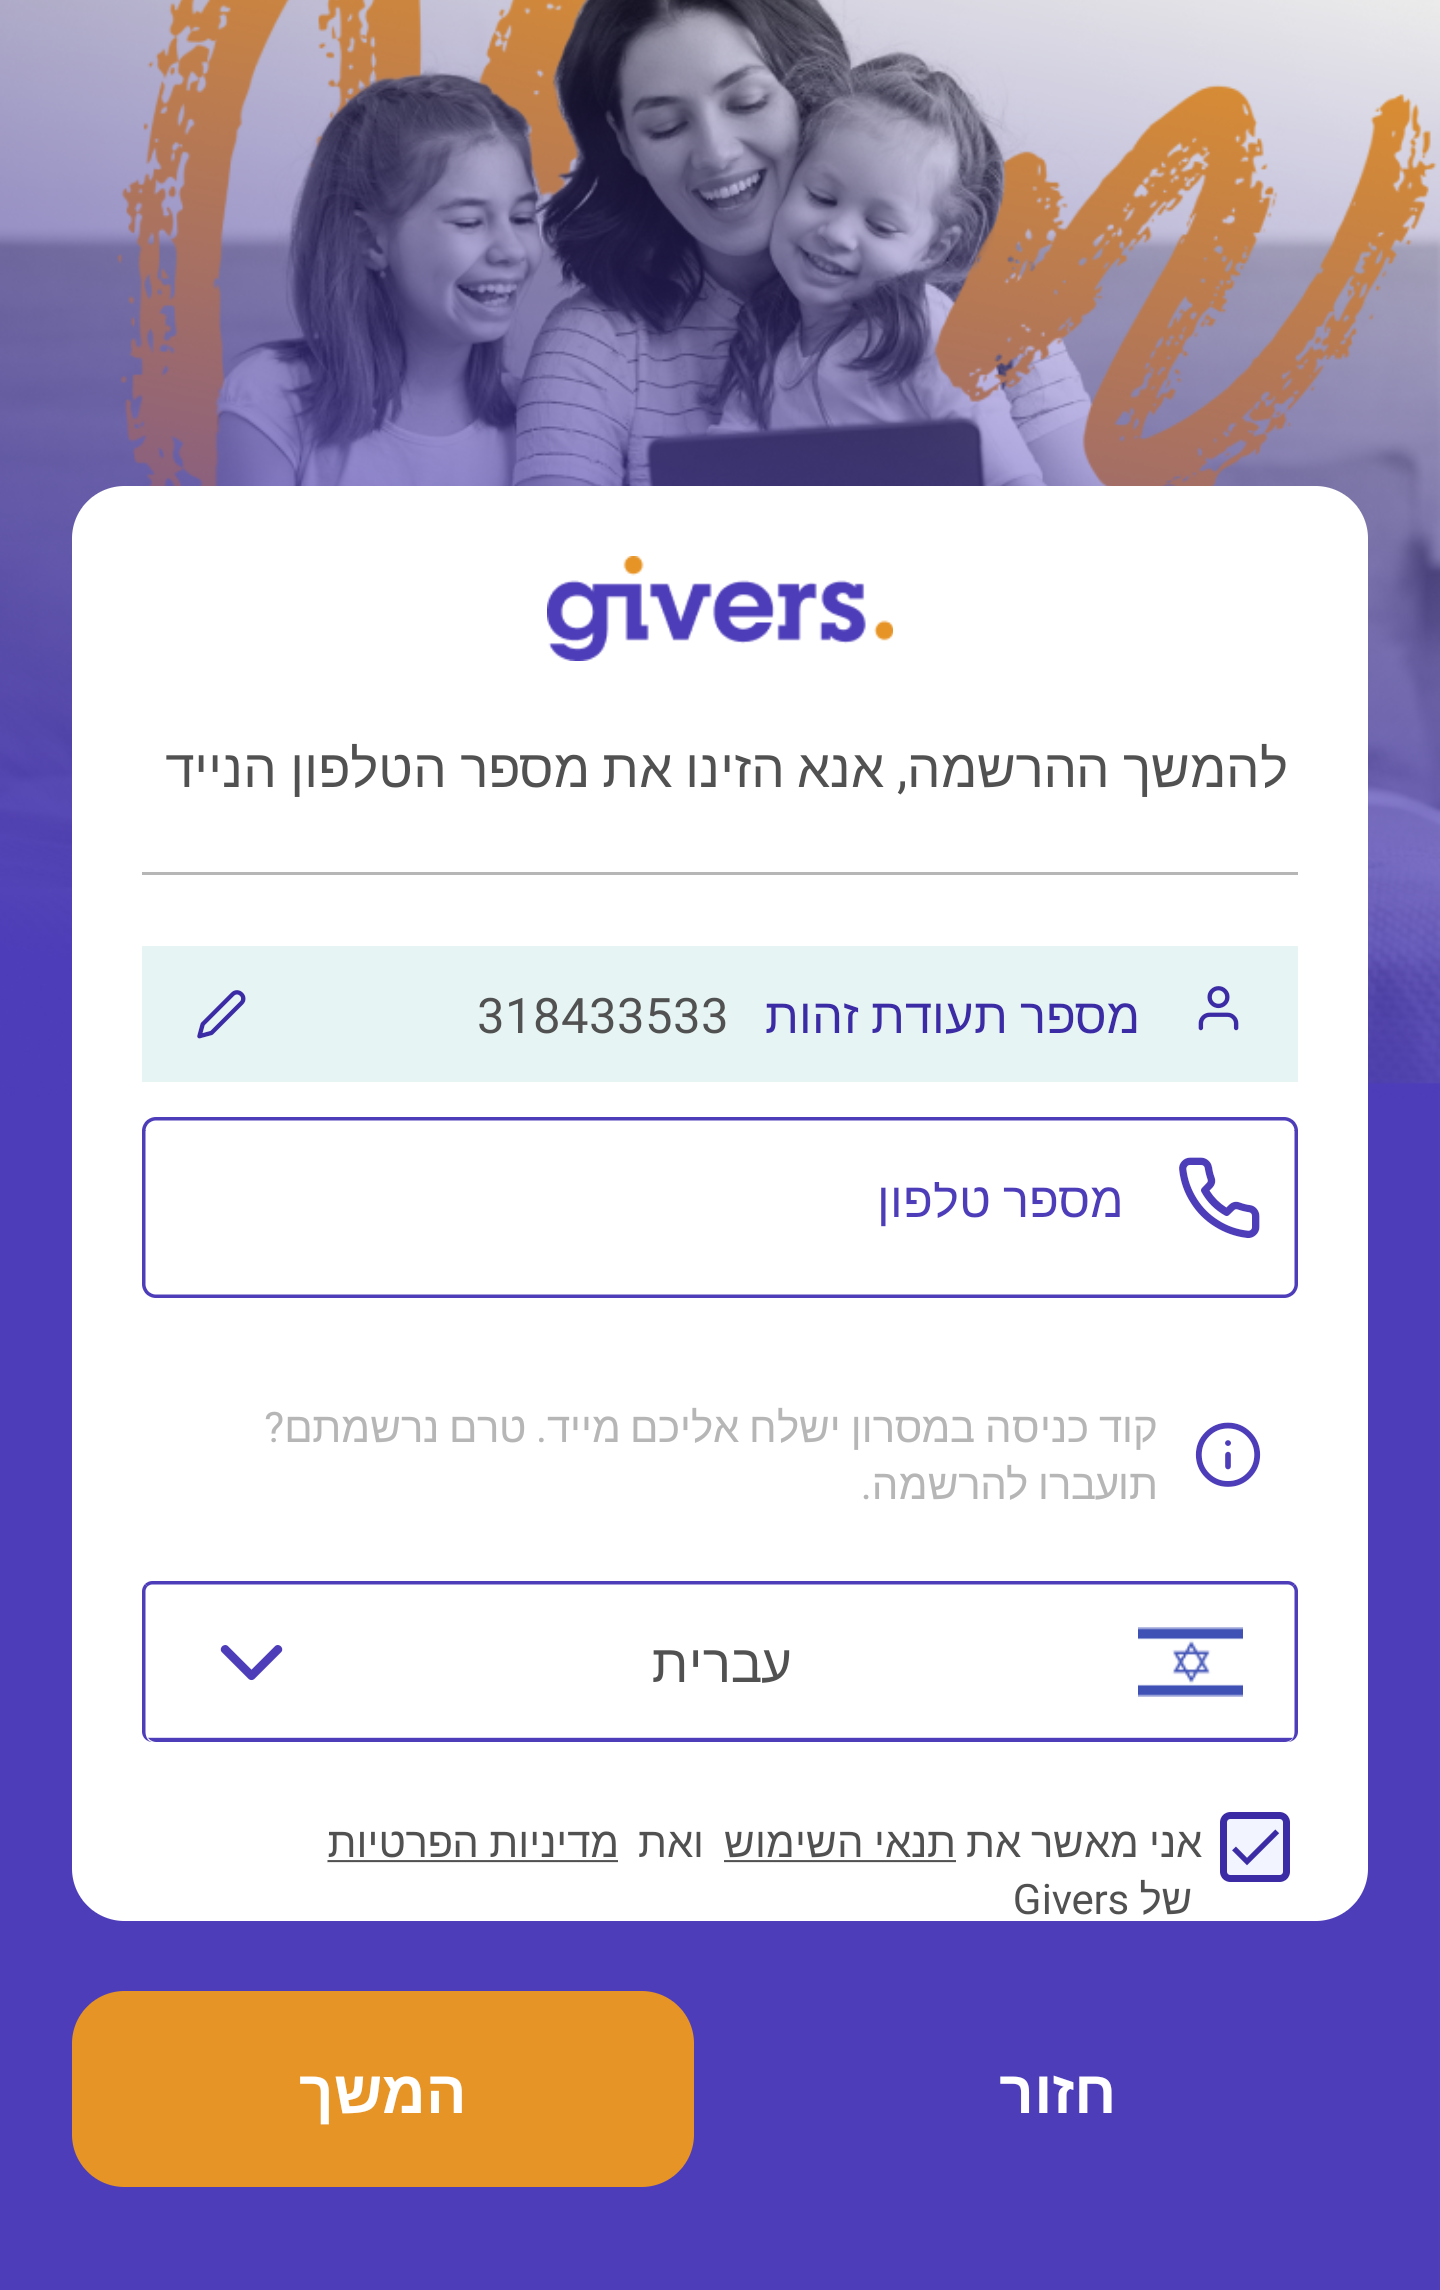 givers.
להמשך ההרשמה, אנא הזינו את מספר הטלפון הנייד
מספר תעודת זהות 318433533
מספר טלפון
קוד כניסה במסרון ישלח אליכם מייד. טרם נרשמתם?
תועברו להרשמה.
עברית
אני מאשר את תנאי השימוש ואת מדיניות הפרטיות
של Givers
חזור
המשך